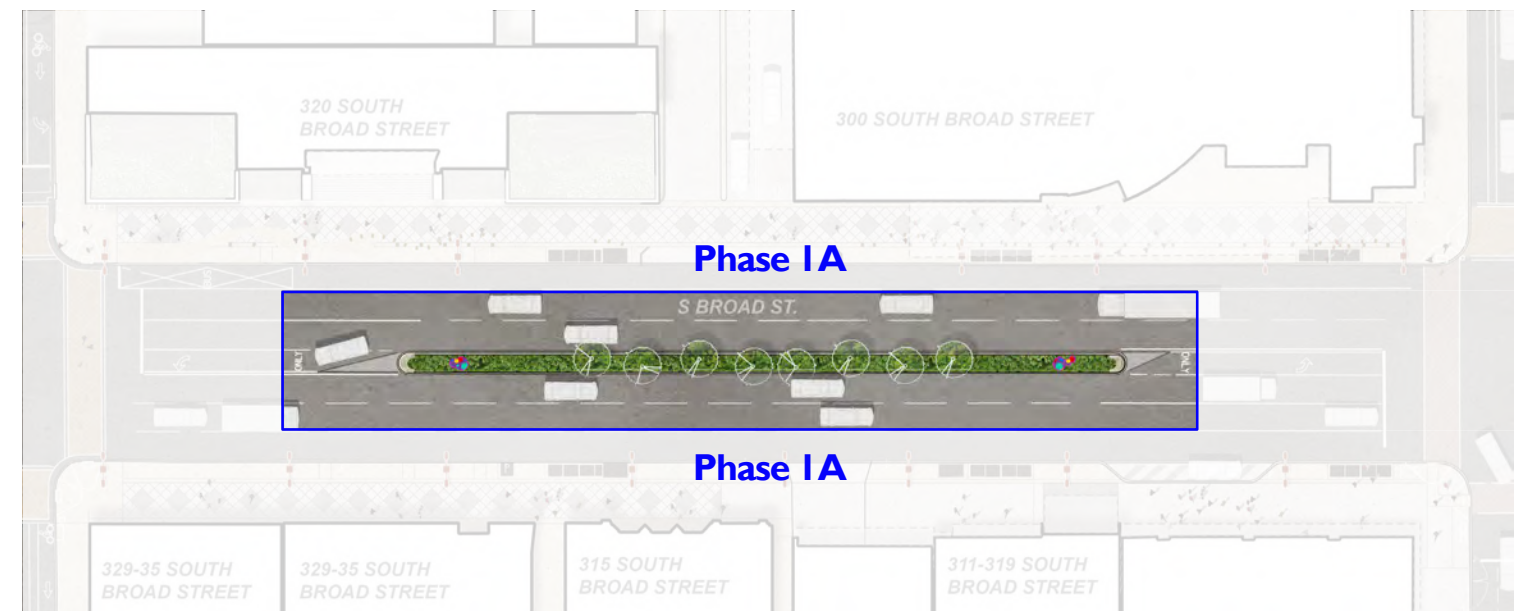 320 SOUTH
BROAD STREET
300 SOUTH BROAD STREET
Phase 1A
BUS
S BROAD ST.
ONLY
ONLY
Phase 1A
329-35 SOUTH
BROAD STREET
329-35 SOUTH
BROAD STREET
315 SOUTH
BROAD STREET
311-319 SOUTH
BROAD STREET